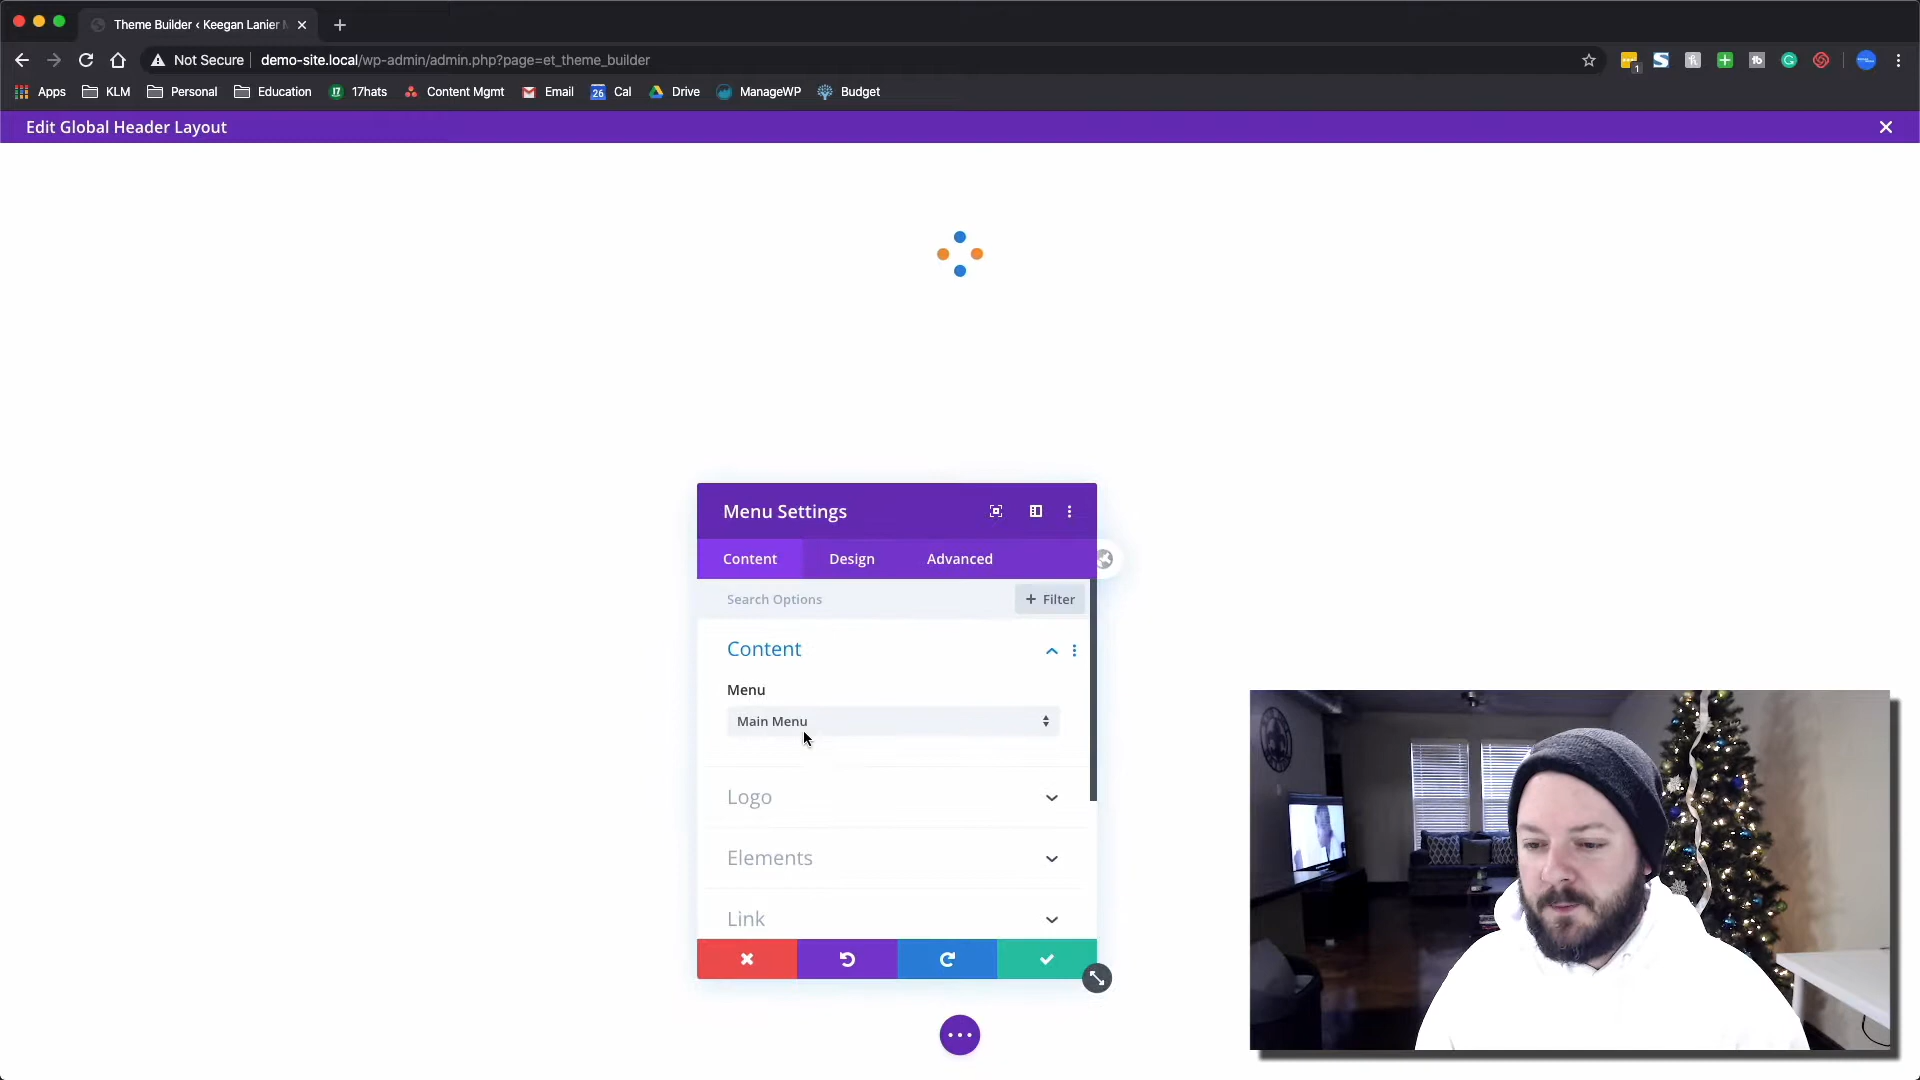 Theme Builder ‹ Keegan Lanier
Not Secure demo-site.local/wp-admin/admin.php?page=et_theme_builder
1
Apps KLM Personal Education 17 17hats Content Mgmt Email 26 Cal Drive ManageWP Budget
Edit Global Header Layout
Menu Settings
Content Design Advanced
Search Options + Filter
Content
Menu
Main Menu
Logo
Elements
Link